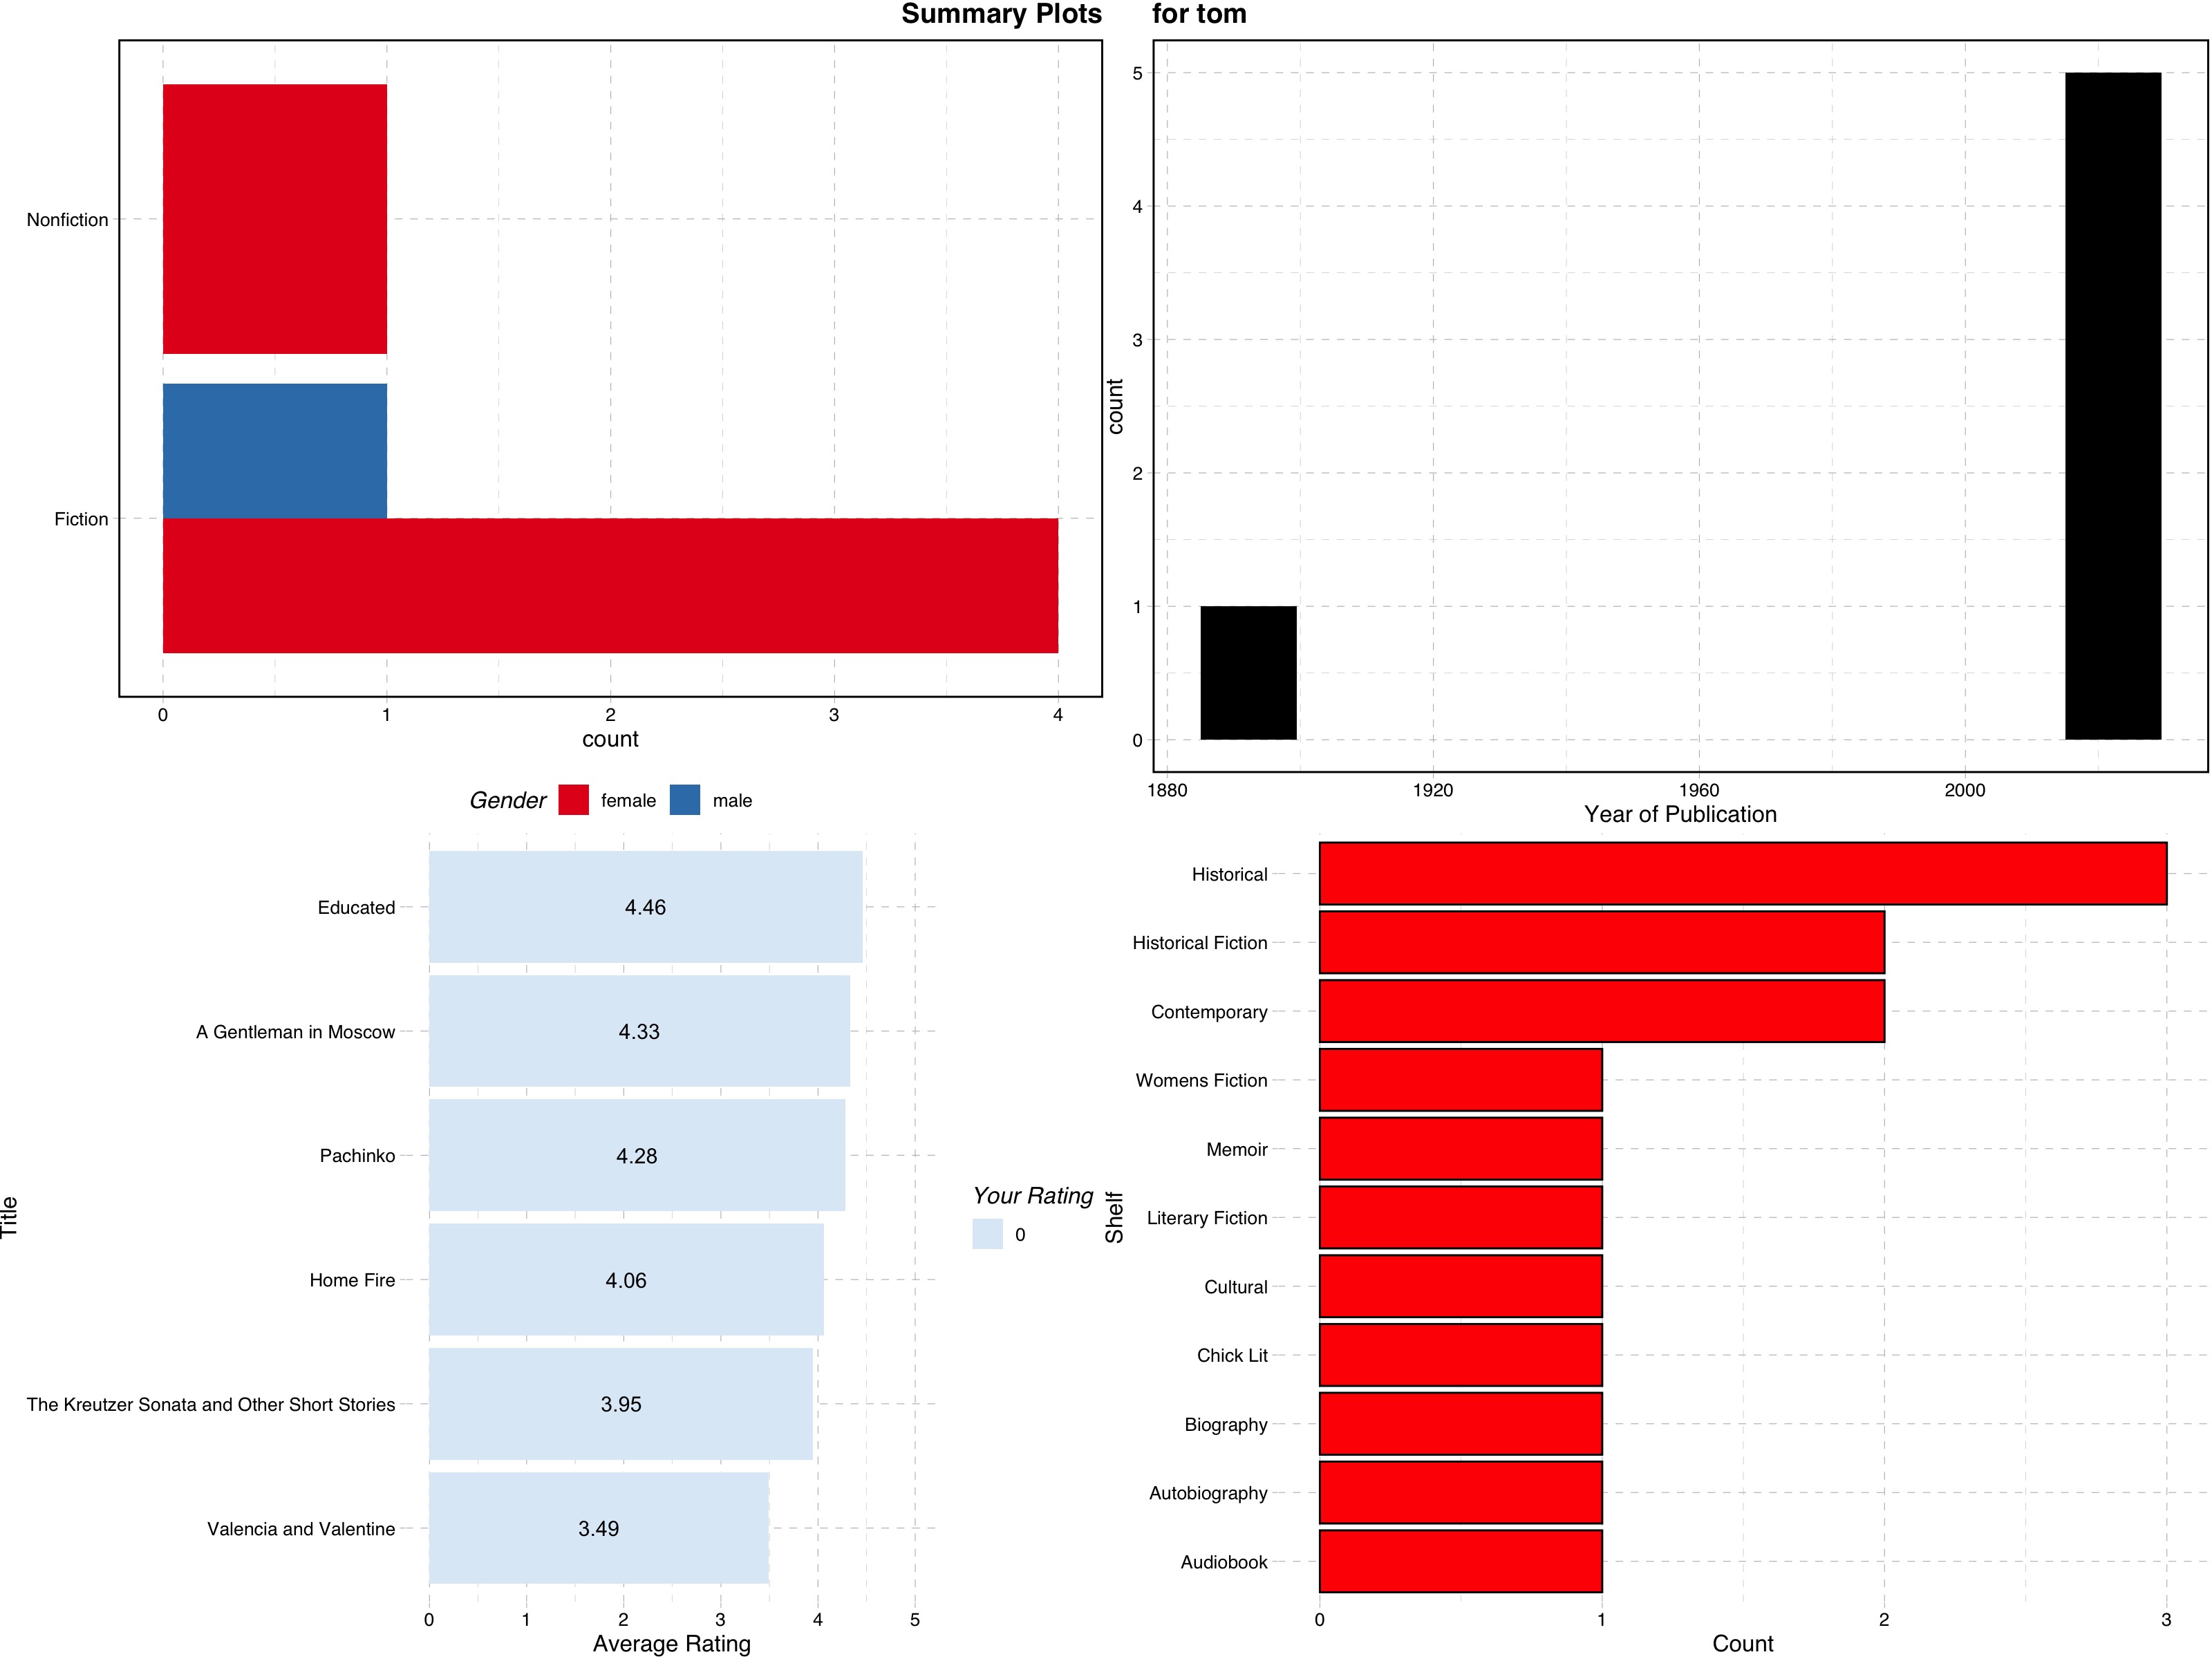 Summary Plots for tom
Nonfiction
Fiction
0 1 2 3 4
count
Gender female male
5
4
3
2
1
0
count
1880 1920 1960 2000
Year of Publication
Title
Educated 4.46
A Gentleman in Moscow 4.33
Pachinko 4.28
Home Fire 4.06
The Kreutzer Sonata and Other Short Stories 3.95
Valencia and Valentine 3.49
0 1 2 3 4 5
Average Rating
Your Rating
0
Shelf
Historical
Historical Fiction
Contemporary
Womens Fiction
Memoir
Literary Fiction
Cultural
Chick Lit
Biography
Autobiography
Audiobook
0 1 2 3
Count